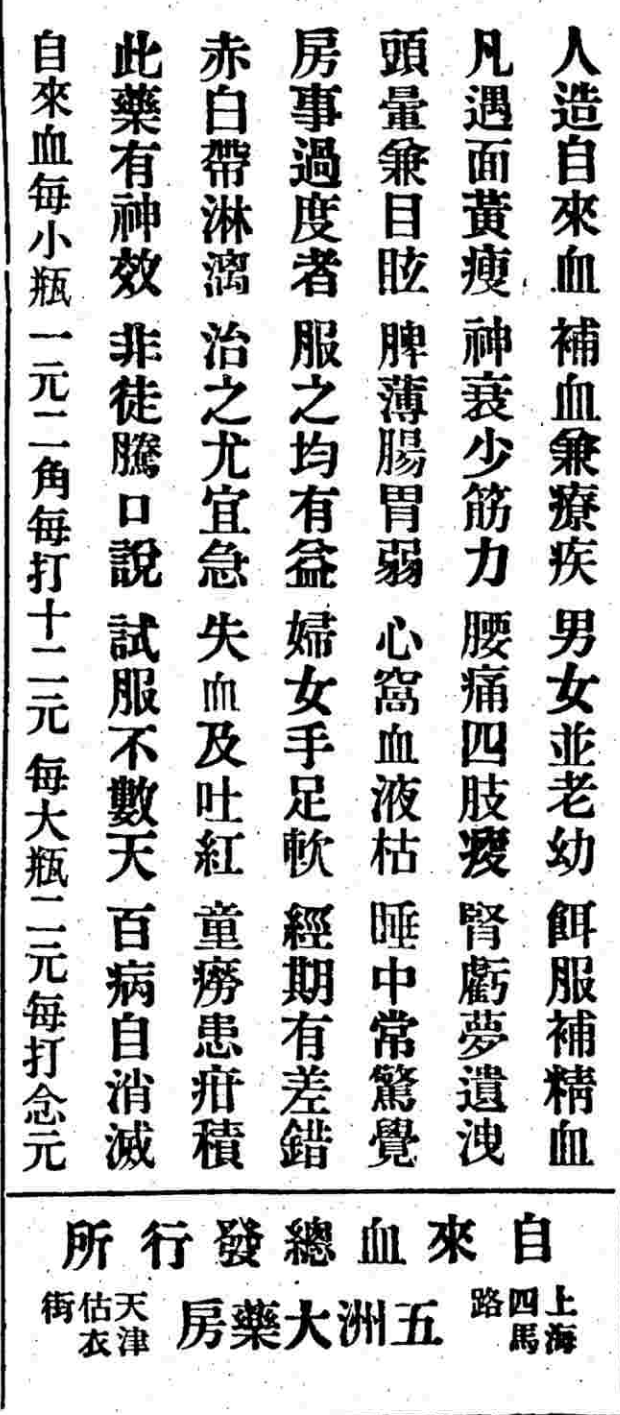 人造自來血 補血兼療疾 男女並老幼 餌服補精血
凡遇面黃瘦 神衰少筋力 腰痛四肢痠 腎虧夢遺洩
頭暈兼目眩 脾薄腸胃弱 心窩血液枯 睡中常驚覺
房事過度者 服之均有益 婦女手足軟 經期有差錯
赤白帶淋漓 治之尤宜急 失血及吐紅 童癆患疳積
此藥有神效 非徒騰口說 試服不數天 百病自消滅
自來血每小瓶一元二角每打十二元 每大瓶二元每打念元
自來血總發行所
上海四馬路
五洲大藥房
天津估衣街